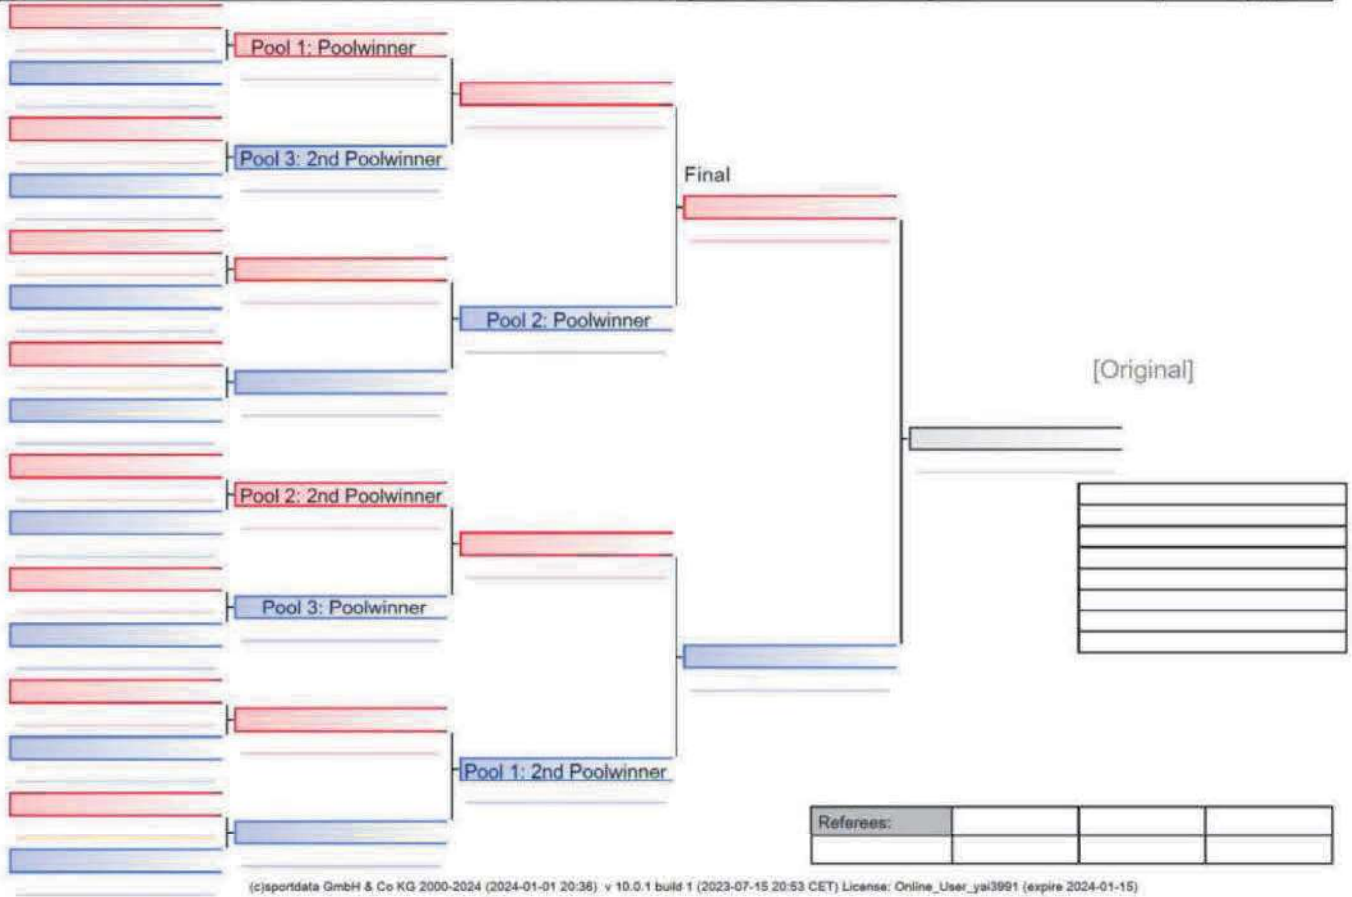 Pool 1: Poolwinner
Pool 3: 2nd Poolwinner
Final
Pool 2: Poolwinner
[Original]
Pool 2: 2nd Poolwinner
Pool 3: Poolwinner
Pool 1: 2nd Poolwinner
Referees:
(c)sportdata GmbH & Co KG 2000-2024 (2024-01-01 20:36) v 10.0.1 build 1 (2023-07-15 20:53 CET) License: Online_User_yai3991 (expire 2024-01-15)